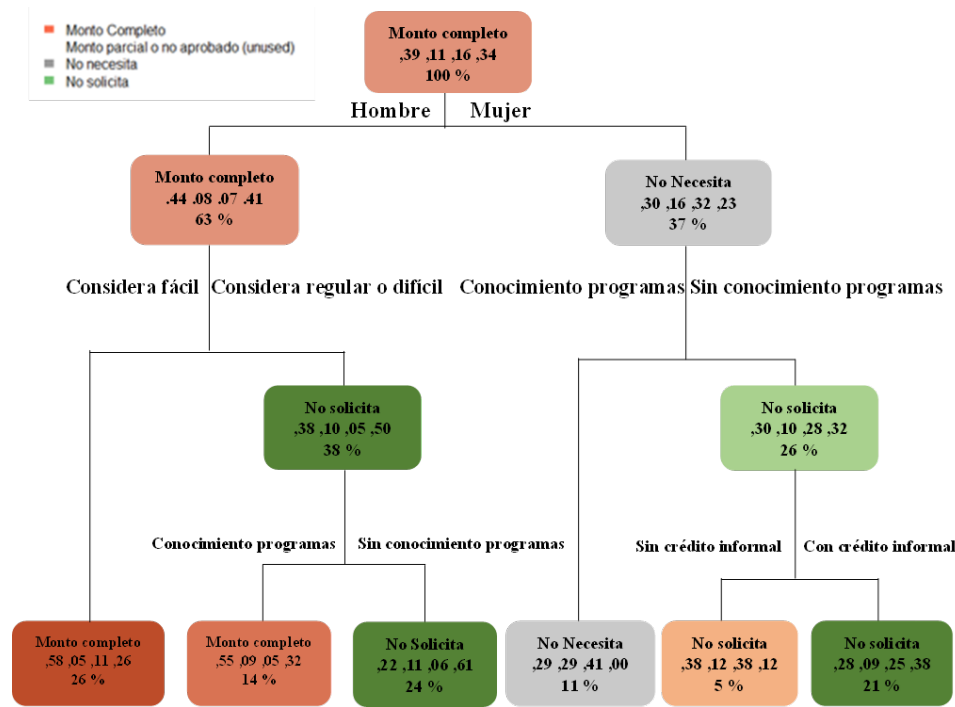 Monto Completo
Monto parcial o no aprobado (unused)
No necesita
No solicita
Monto completo
,39 ,11 ,16 ,34
100 %
Hombre Mujer
Monto completo
.44 .08 .07 .41
63 %
No Necesita
,30 ,16 ,32 ,23
37 %
Considera fácil Considera regular o difícil
Conocimiento programas Sin conocimiento programas
No solicita
,38 ,10 ,05 ,50
38 %
No solicita
,30 ,10 ,28 ,32
26 %
Conocimiento programas Sin conocimiento programas
Sin crédito informal Con crédito informal
Monto completo
,58 ,05 ,11 ,26
26 %
Monto completo
,55 ,09 ,05 ,32
14 %
No Solicita
,22 ,11 ,06 ,61
24 %
No Necesita
,29 ,29 ,41 ,00
11 %
No solicita
,38 ,12 ,38 ,12
5 %
No solicita
,28 ,09 ,25 ,38
21 %